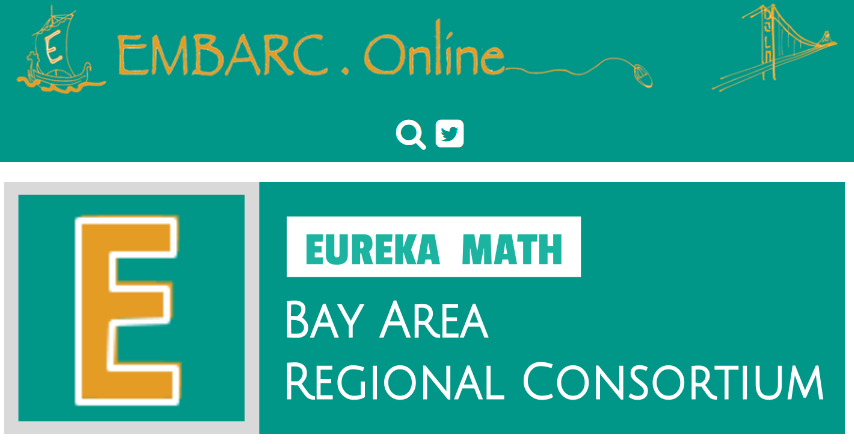 E
EMBARC . Online
E
EUREKA MATH
BAY AREA
REGIONAL CONSORTIUM